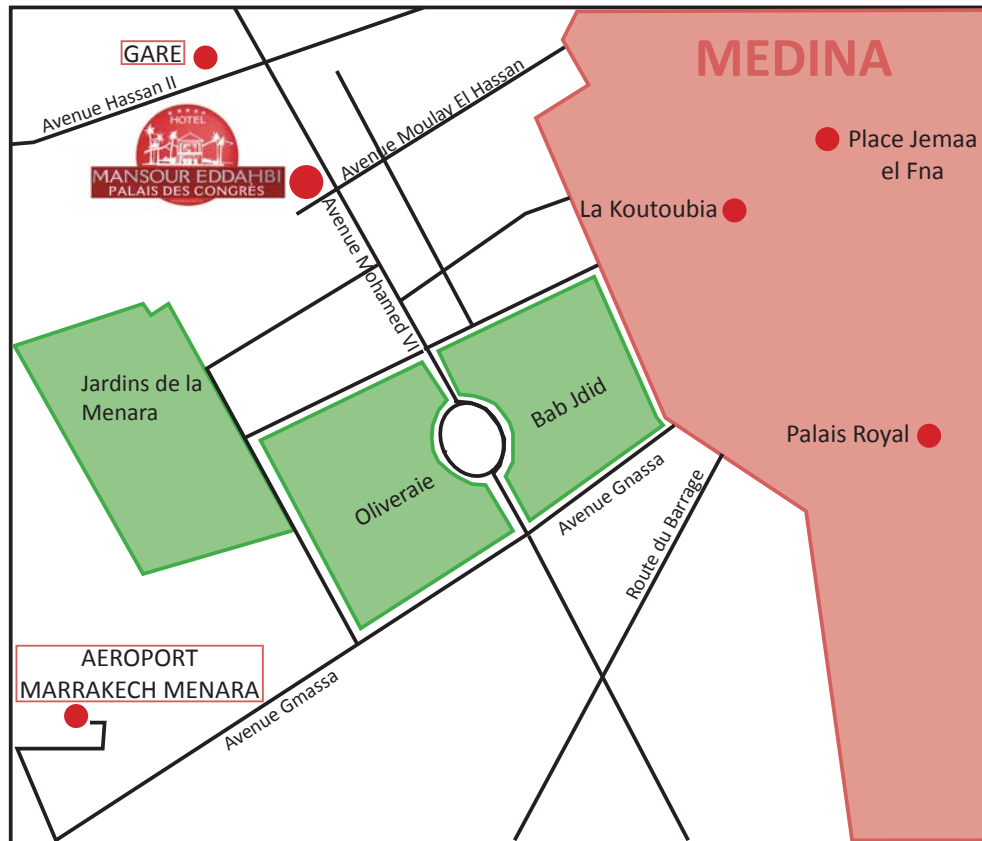 MEDINA
GARE
Avenue Hassan II
HOTEL
MANSOUR EDDAHBI
PALAIS DES CONGRÈS
Avenue Moulay El Hassan
Place Jemaa
el Fna
La Koutoubia
Avenue Mohamed VI
Jardins de la
Menara
Bab Jdid
Oliveraie
Palais Royal
Avenue Gnassa
Route du Barrage
AEROPORT
MARRAKECH MENARA
Avenue Gmassa